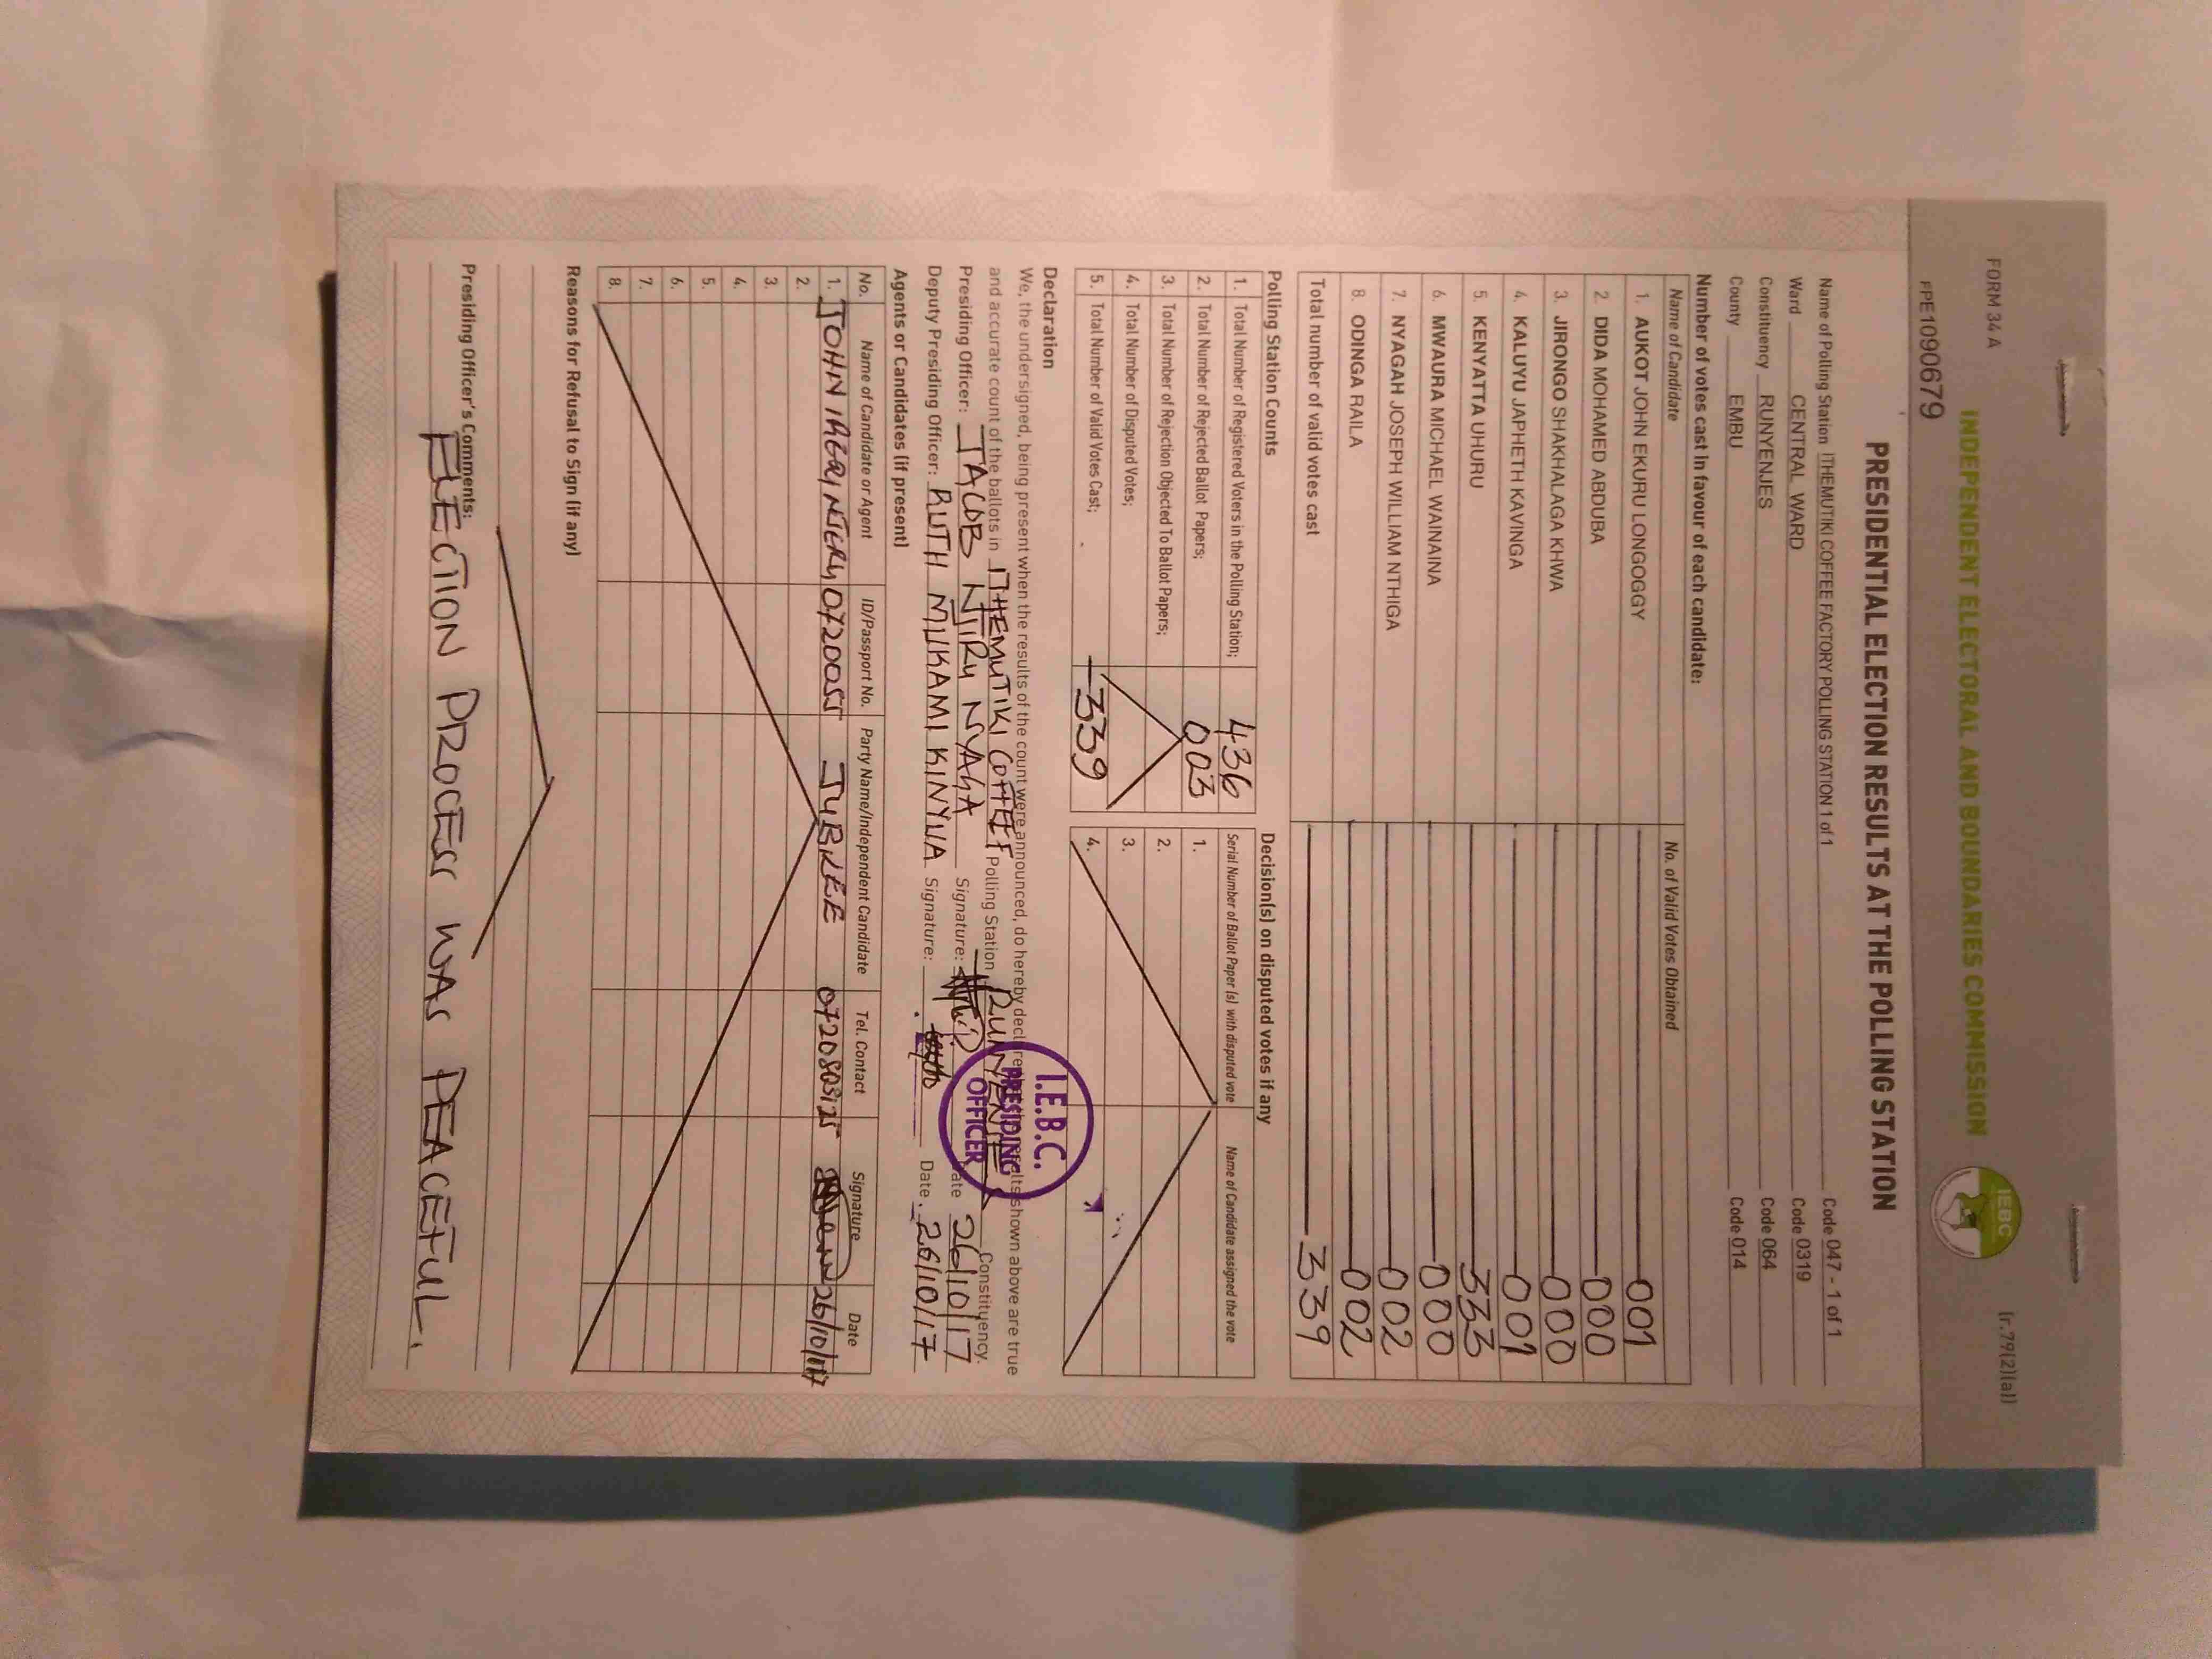 FORM 34 A
[r.79(2)(a)]
INDEPENDENT ELECTORAL AND BOUNDARIES COMMISSION
IEBC
PE1090679
PRESIDENTIAL ELECTION RESULTS AT THE POLLING STATION
Name of Polling Station ITHEMUTIKI COFFEE FACTORY POLLING STATION 1 of 1 Code 047 - 1 of 1
Ward CENTRAL WARD Code 0319
Constituency RUNYENJES Code 064
County EMBU Code 014
Number of votes cast in favour of each candidate:
Name of Candidate No. of Valid Votes Obtained
1. AUKOT JOHN EKURU LONGOGGY 001
2. DIDA MOHAMED ABDUBA 000
3. JIRONGO SHAKHALAGA KHWA 000
4. KALUYU JAPHETH KAVINGA 001
5. KENYATTA UHURU 333
6. MWAURA MICHAEL WAINAINA 000
7. NYAGAH JOSEPH WILLIAM NTHIGA 002
8. ODINGA RAILA 002
Total number of valid votes cast 339
Polling Station Counts
1. Total Number of Registered Voters in the Polling Station; 436
2. Total Number of Rejected Ballot Papers; 003
3. Total Number of Rejection Objected To Ballot Papers;
4. Total Number of Disputed Votes;
5. Total Number of Valid Votes Cast; 339
Decision(s) on disputed votes if any
Serial Number of Ballot Paper (s) with disputed vote Name of Candidate assigned the vote
1.
2.
3.
4.
Declaration
We, the undersigned, being present when the results of the count were announced, do hereby declare shown above are true
and accurate count of the ballots in ITHEMUTIKI COFFEE Polling Station RUNYENJES Constituency.
Presiding Officer: JACOB NJIRU NYAGA Signature: Date 26/10/17
Deputy Presiding Officer: RUTH MUKAMI KINYUA Signature: Date 26/10/17
I.E.B.C.
PRESIDING
OFFICER
Agents or Candidates (if present)
No. Name of Candidate or Agent ID/Passport No. Party Name/Independent Candidate Tel. Contact Signature Date
1. JOHN 0720055 JUBILEE 0720803125 26/10/17
2.
3.
4.
5.
6.
7.
8.
Reasons for Refusal to Sign (if any)
Presiding Officer's Comments:
ELECTION PROCESS WAS PEACEFUL.